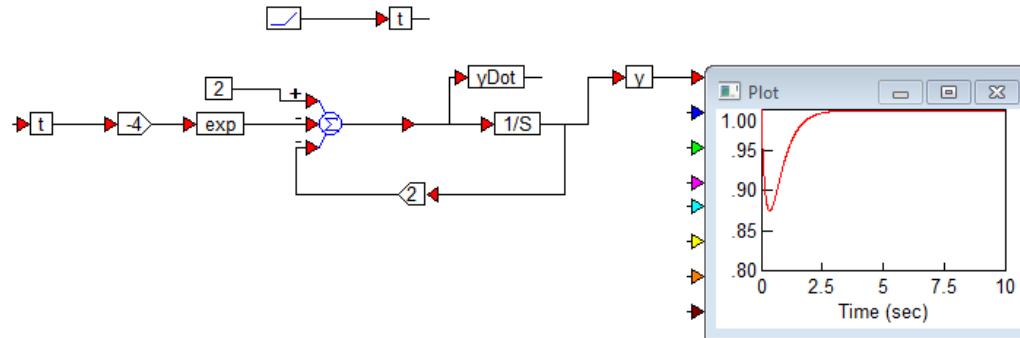 t
yDot
2
+
y
Plot
t
-4
exp
-
Σ
1/S
-
2
1.00
.95
.90
.85
.80
0 2.5 5 7.5 10
Time (sec)